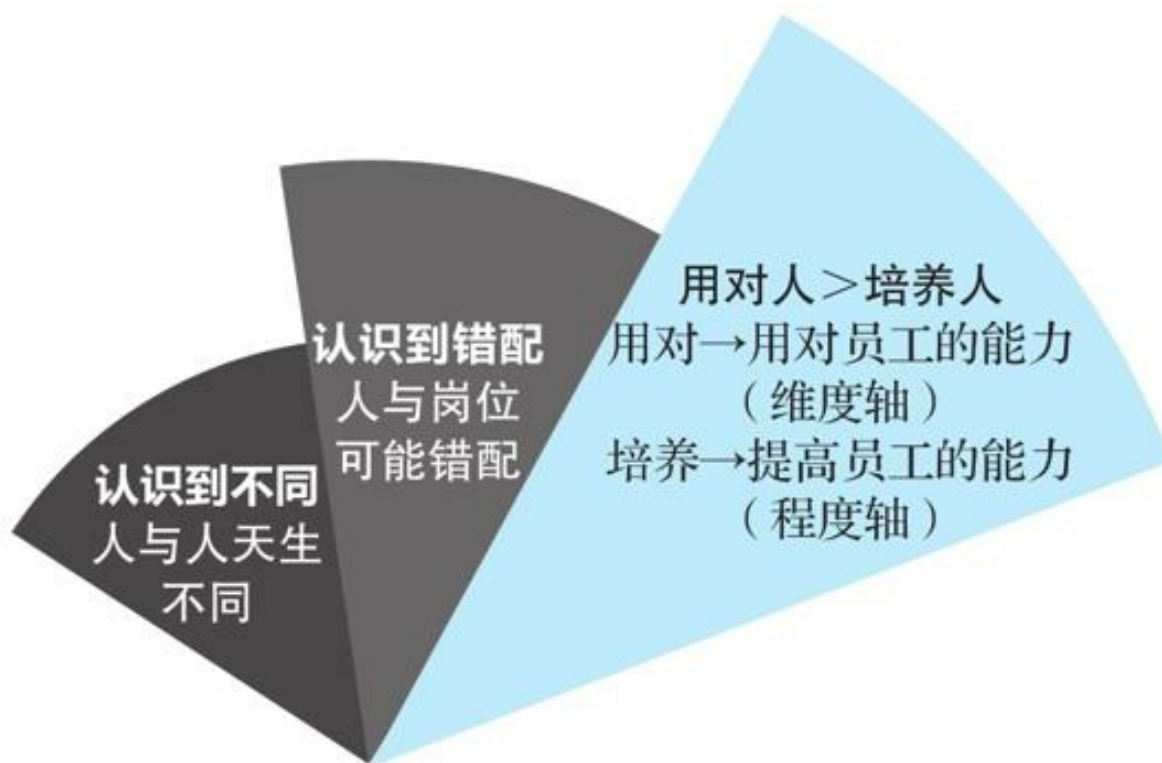 认识到不同
人与人天生
不同
认识到错配
人与岗位
可能错配
用对人＞培养人
用对→用对员工的能力
（维度轴）
培养→提高员工的能力
（程度轴）